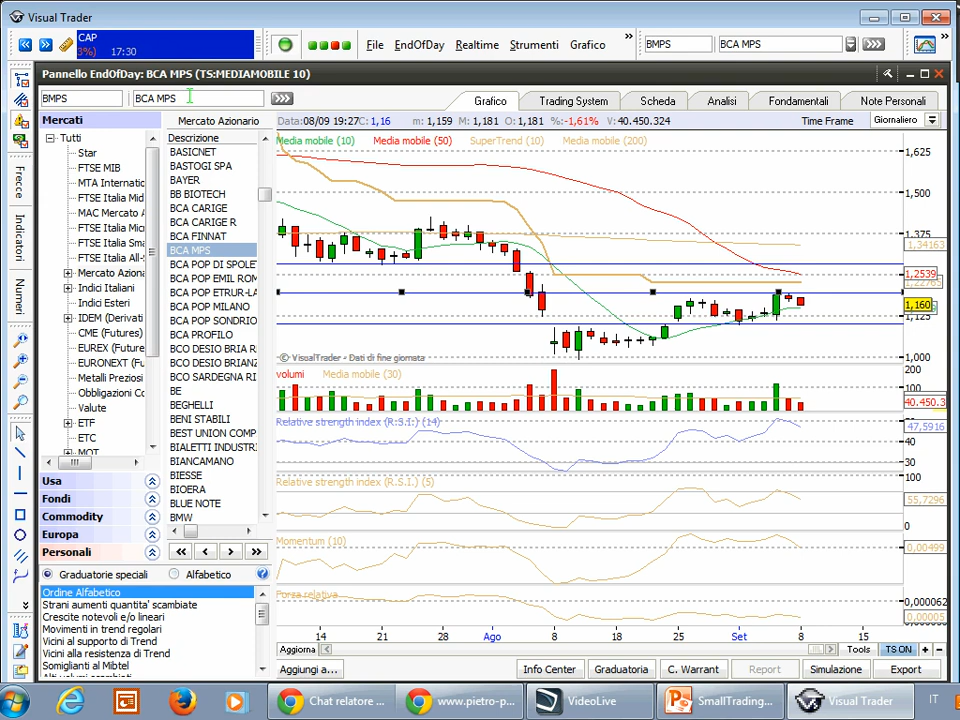 Visual Trader
CAP
3%) 17:30
File EndOfDay Realtime Strumenti Grafico
BMPS BCA MPS
Pannello EndOfDay: BCA MPS (TS:MEDIAMOBILE 10)
BMPS BCA MPS
Grafico Trading System Scheda Analisi Fondamentali Note Personali
Mercati
Mercato Azionario
Data:08/09 19:27 C: 1,16 m: 1,159 M: 1,181 O: 1,181 %:-1,61% V: 40.450.324 Time Frame Giornaliero
Tutti
Star
FTSE MIB
MTA Internatio
FTSE Italia Mid
MAC Mercato
FTSE Italia Mic
FTSE Italia Sma
FTSE Italia All-
Mercato Aziona
Indici Italiani
Indici Esteri
IDEM (Derivati
CME (Futures)
EUREX (Future
EURONEXT (Fu
Metalli Preziosi
Obbligazioni Co
Valute
ETF
ETC
MOT
Descrizione
BASICNET
BASTOGI SPA
BAYER
BB BIOTECH
BCA CARIGE
BCA CARIGE R
BCA FINNAT
BCA MPS
BCA POP DI SPOLE
BCA POP EMIL ROM
BCA POP ETRUR-LA
BCA POP MILANO
BCA POP SONDRIO
BCA PROFILO
BCO DESIO BRIA R
BCO DESIO BRIANZ
BCO SARDEGNA RI
BE
BEGHELLI
BENI STABILI
BEST UNION COMP
BIALETTI INDUSTR
BIANCAMANO
BIESSE
BIOERA
BLUE NOTE
BMW
Media mobile (10) Media mobile (50) SuperTrend (10) Media mobile (200)
1,625
1,500
1,375
1,34163
1,2539
1,160
1,125
1,000
© VisualTrader - Dati di fine giornata
volumi Media mobile (30)
200
100
40.450.3
Relative strength index (R.S.I.) (14)
47,5916
40
30
Relative strength index (R.S.I.) (5)
100
55,7296
0
Momentum (10)
0,00499
Forza relativa
0,000062
0,00005
14 21 28 Ago 8 18 25 Set 8 15
Usa
Fondi
Commodity
Europa
Personali
Graduatorie speciali Alfabetico
Ordine Alfabetico
Strani aumenti quantita' scambiate
Crescite notevoli e/o lineari
Movimenti in trend regolari
Vicini al supporto di Trend
Vicini alla resistenza di Trend
Somiglianti al Mibtel
Frecce
Indicatori
Numeri
Aggiorna Tools TS ON
Aggiungi a... Info Center Graduatoria C. Warrant Report Simulazione Export
Chat relatore ... www.pietro-p... VideoLive SmallTrading... Visual Trader IT